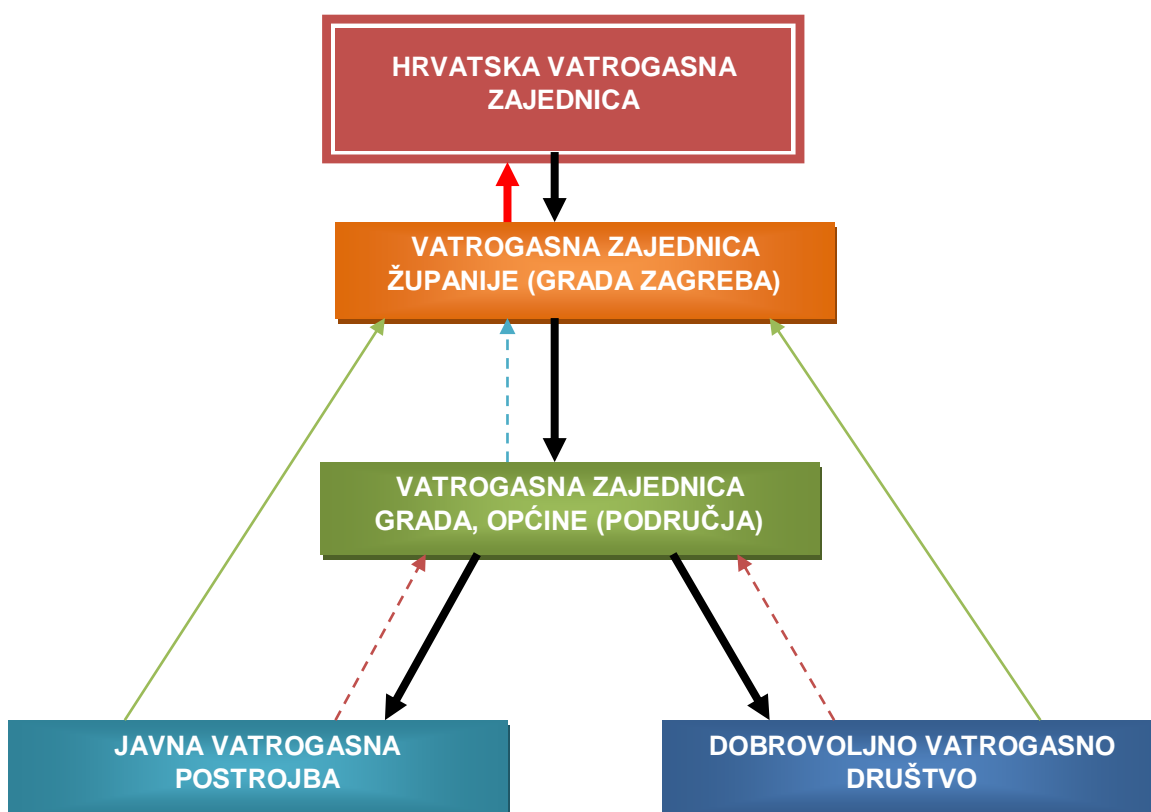 HRVATSKA VATROGASNA
ZAJEDNICA
VATROGASNA ZAJEDNICA
ŽUPANIJE (GRADA ZAGREBA)
VATROGASNA ZAJEDNICA
GRADA, OPĆINE (PODRUČJA)
JAVNA VATROGASNA
POSTROJBA
DOBROVOLJNO VATROGASNO
DRUŠTVO